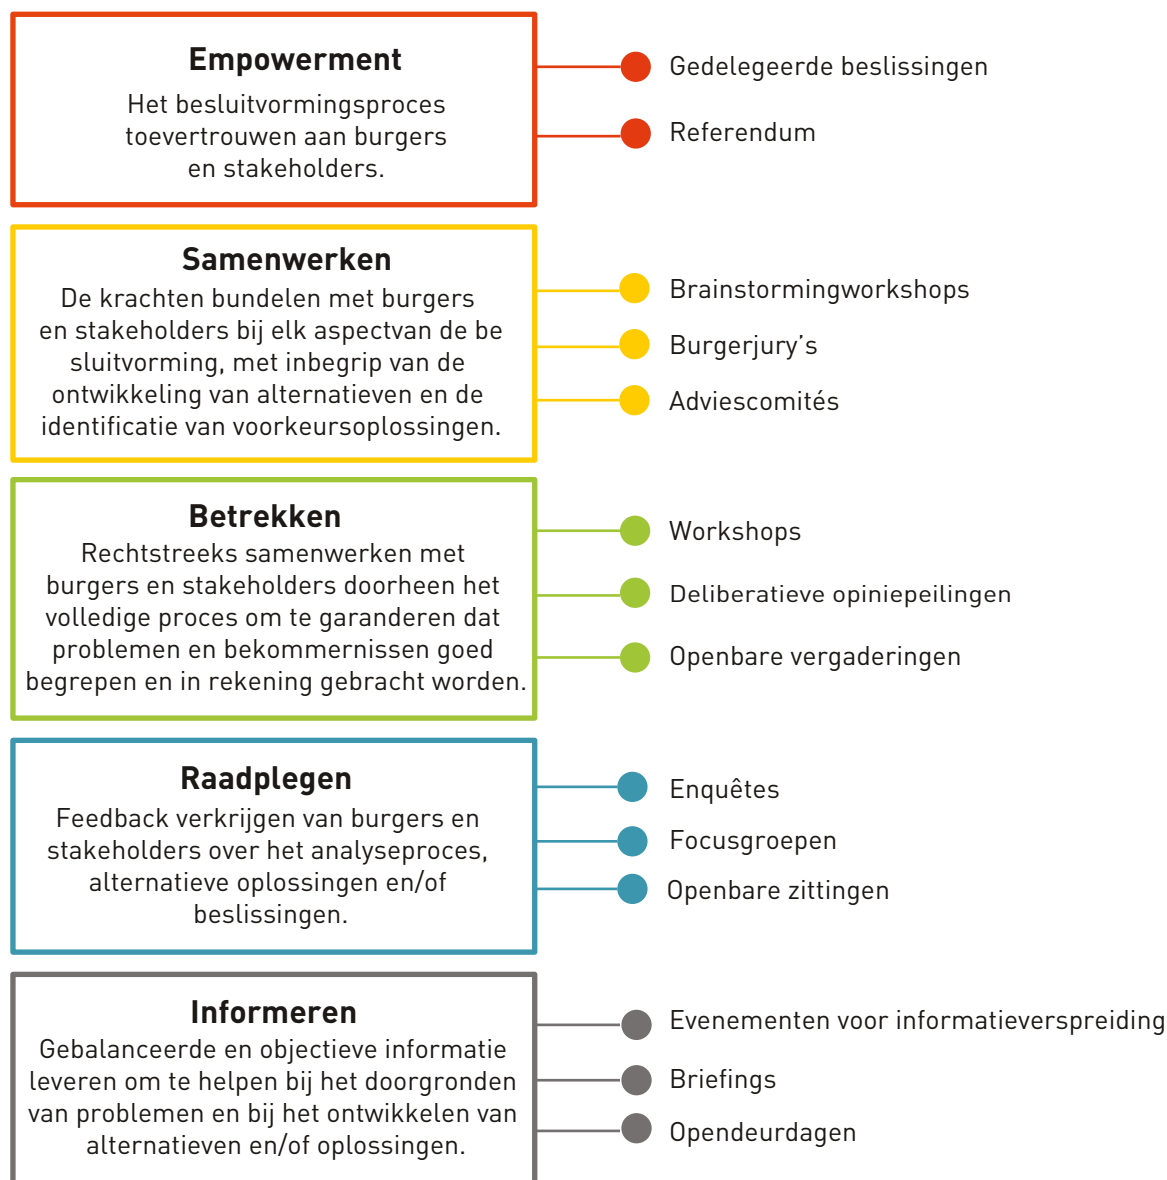 Empowerment
Het besluitvormingsproces
toevertrouwen aan burgers
en stakeholders.
Gedelegeerde beslissingen
Referendum
Samenwerken
De krachten bundelen met burgers
en stakeholders bij elk aspectvan de be
sluitvorming, met inbegrip van de
ontwikkeling van alternatieven en de
identificatie van voorkeursoplossingen.
Brainstormingworkshops
Burgerjury's
Adviescomités
Betrekken
Rechtstreeks samenwerken met
burgers en stakeholders doorheen het
volledige proces om te garanderen dat
problemen en bekommernissen goed
begrepen en in rekening gebracht worden.
Workshops
Deliberatieve opiniepeilingen
Openbare vergaderingen
Raadplegen
Feedback verkrijgen van burgers en
stakeholders over het analyseproces,
alternatieve oplossingen en/of
beslissingen.
Enquêtes
Focusgroepen
Openbare zittingen
Informeren
Gebalanceerde en objectieve informatie
leveren om te helpen bij het doorgronden
van problemen en bij het ontwikkelen van
alternatieven en/of oplossingen.
Evenementen voor informatieverspreiding
Briefings
Opendeurdagen